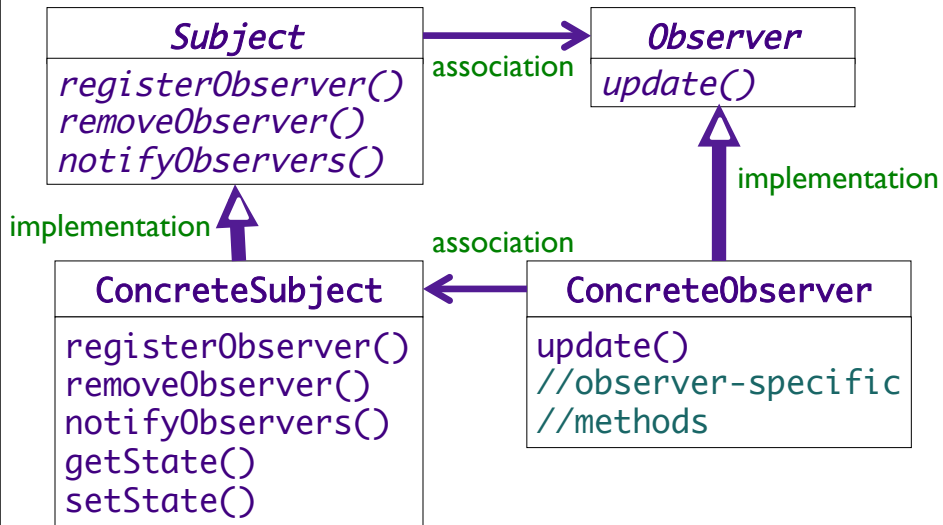 Subject
registerObserver()
removeObserver()
notifyObservers()
association
Observer
update()
implementation
implementation
association
ConcreteSubject
registerObserver()
removeObserver()
notifyObservers()
getState()
setState()
ConcreteObserver
update()
//observer-specific
//methods